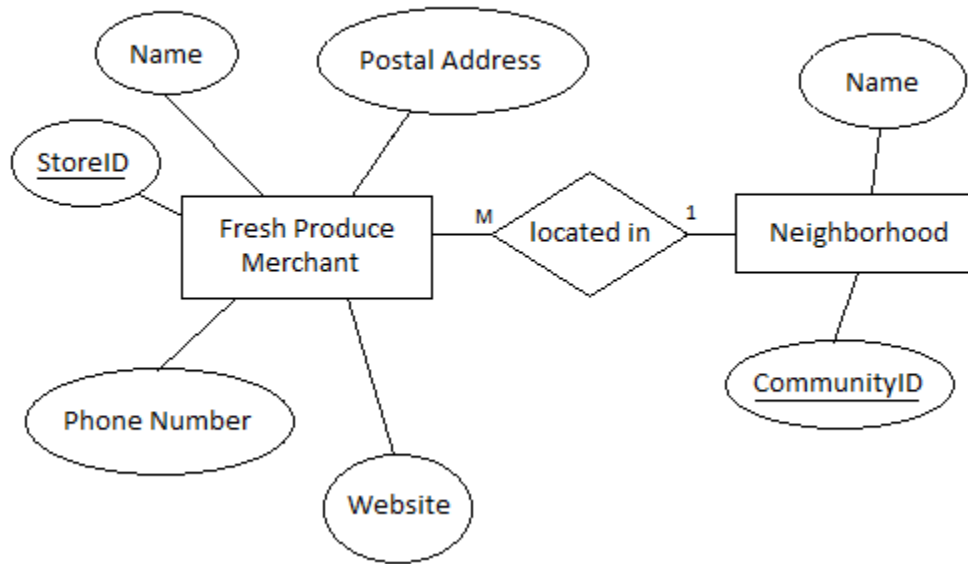 Name
Postal Address
Name
StoreID
Fresh Produce
Merchant
M
located in
1
Neighborhood
Phone Number
CommunityID
Website